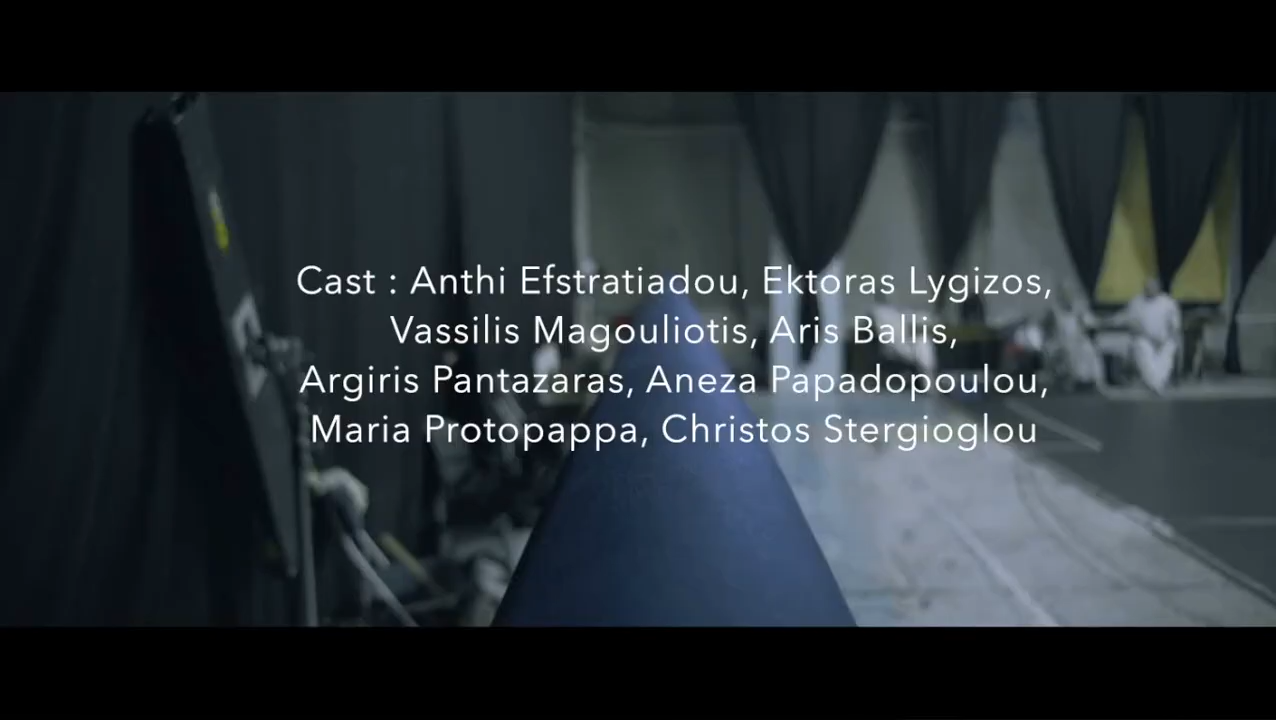 Cast : Anthi Efstratiadou, Ektoras Lygizos,
Vassilis Magouliotis, Aris Ballis,
Argiris Pantazaras, Aneza Papadopoulou,
Maria Protopappa, Christos Stergioglou